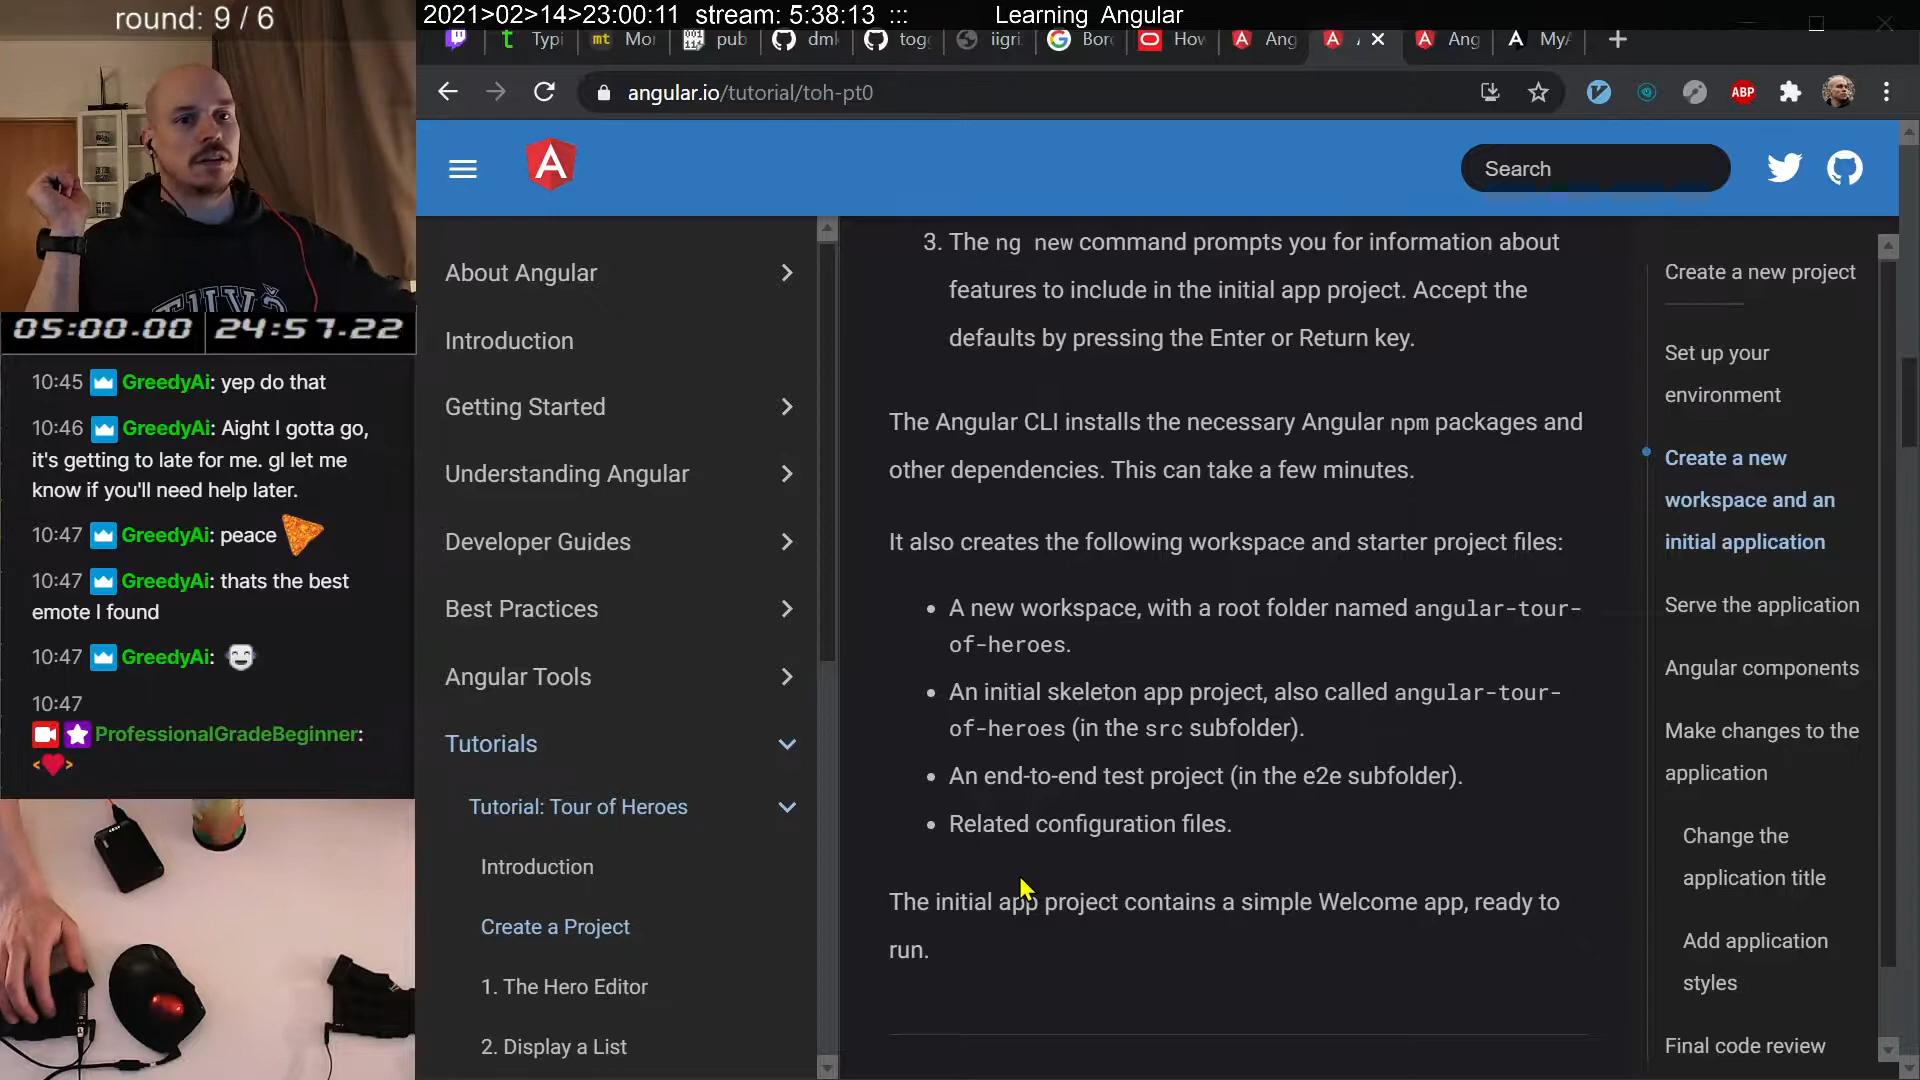 round: 9 / 6
2021>02>14>23:00:11 stream: 5:38:13 ::: Learning Angular
Typi
Mor
pub
dmk
togg
iigri
Bord
How
Ang
Ang
MyA
angular.io/tutorial/toh-pt0
ABP
Search
05:00.00 24:57.22
10:45 GreedyAi: yep do that
10:46 GreedyAi: Aight I gotta go,
it's getting to late for me. gl let me
know if you'll need help later.
10:47 GreedyAi: peace
10:47 GreedyAi: thats the best
emote I found
10:47 GreedyAi:
10:47
ProfessionalGradeBeginner:
About Angular
Introduction
Getting Started
Understanding Angular
Developer Guides
Best Practices
Angular Tools
Tutorials
Tutorial: Tour of Heroes
Introduction
Create a Project
1. The Hero Editor
2. Display a List
3. The ng new command prompts you for information about
features to include in the initial app project. Accept the
defaults by pressing the Enter or Return key.
The Angular CLI installs the necessary Angular npm packages and
other dependencies. This can take a few minutes.
It also creates the following workspace and starter project files:
• A new workspace, with a root folder named angular-tour-
of-heroes.
• An initial skeleton app project, also called angular-tour-
of-heroes (in the src subfolder).
• An end-to-end test project (in the e2e subfolder).
• Related configuration files.
The initial app project contains a simple Welcome app, ready to
run.
Create a new project
Set up your
environment
Create a new
workspace and an
initial application
Serve the application
Angular components
Make changes to the
application
Change the
application title
Add application
styles
Final code review